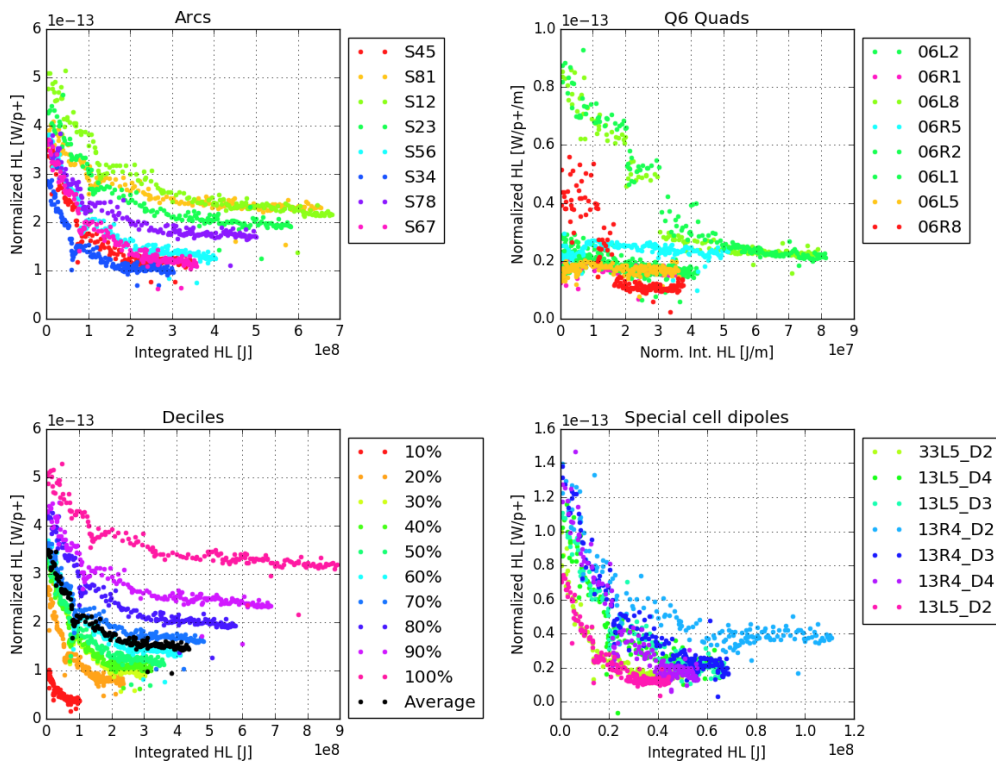 Arcs
1e−13
Normalized HL [W/p+]
6
5
4
3
2
1
0
0 1 2 3 4 5 6 7
1e8
Integrated HL [J]
S45
S81
S12
S23
S56
S34
S78
S67
Q6 Quads
1e−13
Normalized HL [W/p+/m]
1.0
0.8
0.6
0.4
0.2
0.0
0 1 2 3 4 5 6 7 8 9
1e7
Norm. Int. HL [J/m]
06L2
06R1
06L8
06R5
06R2
06L1
06L5
06R8
Deciles
1e−13
Normalized HL [W/p+]
6
5
4
3
2
1
0
0 1 2 3 4 5 6 7 8 9
1e8
Integrated HL [J]
10%
20%
30%
40%
50%
60%
70%
80%
90%
100%
Average
Special cell dipoles
1e−13
Normalized HL [W/p+]
1.6
1.4
1.2
1.0
0.8
0.6
0.4
0.2
0.0
0.0 0.2 0.4 0.6 0.8 1.0 1.2
1e8
Integrated HL [J]
33L5_D2
13L5_D4
13L5_D3
13R4_D2
13R4_D3
13R4_D4
13L5_D2